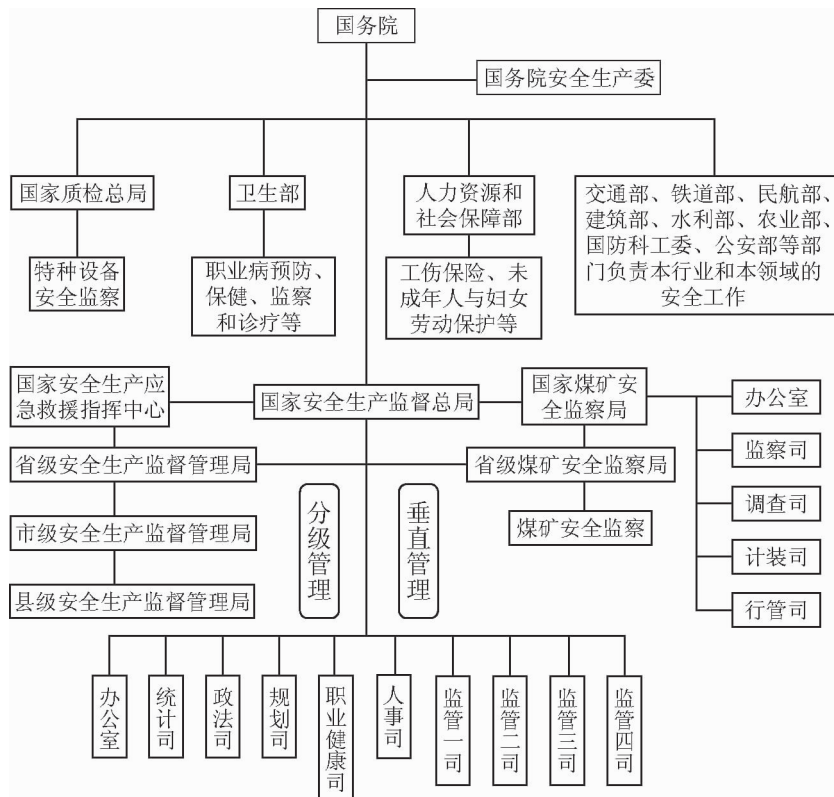 国务院
国务院安全生产委
国家质检总局
卫生部
人力资源和
社会保障部
交通部、铁道部、民航部、
建筑部、水利部、农业部、
国防科工委、公安部等部
门负责本行业和本领域的
安全工作
特种设备
安全监察
职业病预防、
保健、监察
和诊疗等
工伤保险、未
成年人与妇女
劳动保护等
国家安全生产应
急救援指挥中心
国家安全生产监督总局
国家煤矿安
全监察局
办公室
监察司
调查司
计装司
行管司
省级安全生产监督管理局
省级煤矿安全监察局
市级安全生产监督管理局
煤矿安全监察
县级安全生产监督管理局
分级管理
垂直管理
办公室
统计司
政法司
规划司
职业健康司
人事司
监管一司
监管二司
监管三司
监管四司